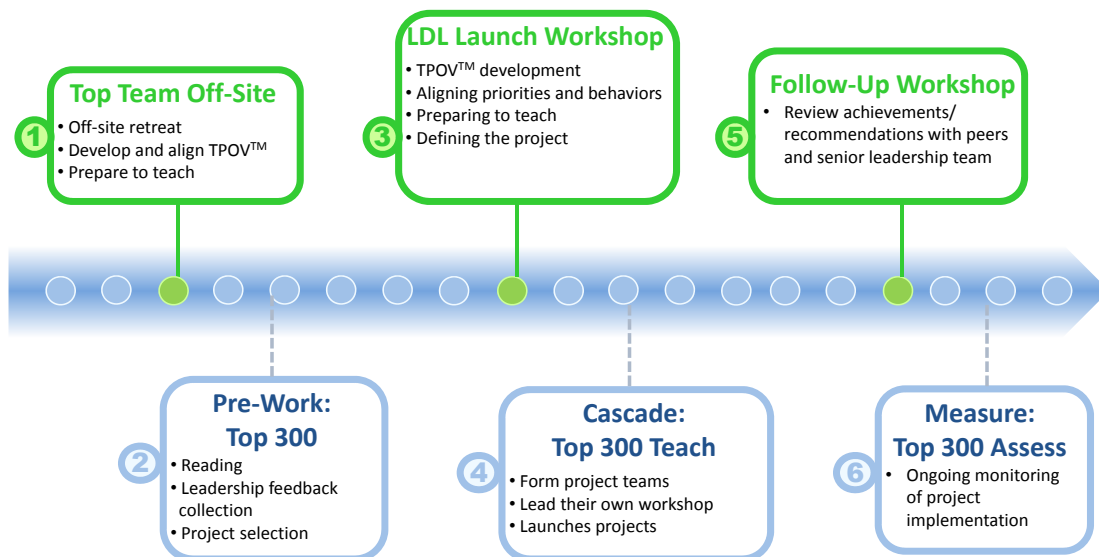 1
Top Team Off-Site
• Off-site retreat
• Develop and align TPOV™
• Prepare to teach
3
LDL Launch Workshop
• TPOV™ development
• Aligning priorities and behaviors
• Preparing to teach
• Defining the project
5
Follow-Up Workshop
• Review achievements/
recommendations with peers
and senior leadership team
2
Pre-Work:
Top 300
• Reading
• Leadership feedback
collection
• Project selection
4
Cascade:
Top 300 Teach
• Form project teams
• Lead their own workshop
• Launches projects
6
Measure:
Top 300 Assess
• Ongoing monitoring
of project
implementation